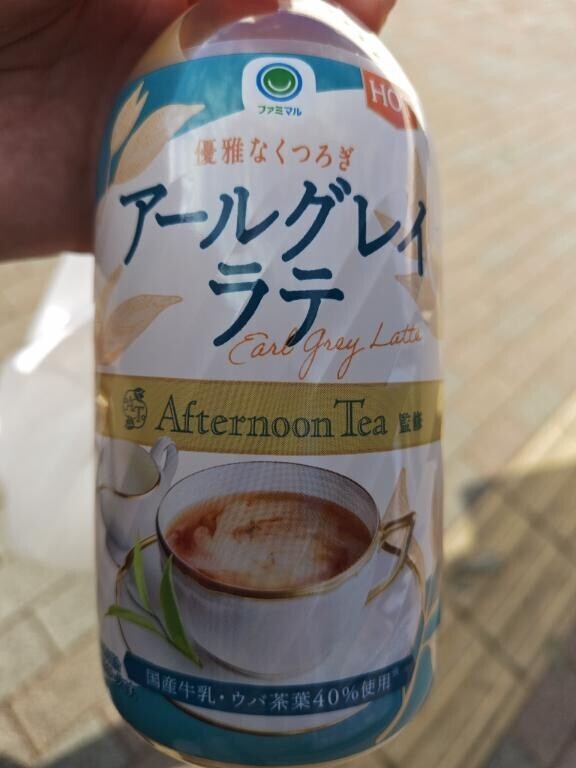 ファミマル
HO
優雅なくつろぎ
アールグレイ
ラテ
Earl Grey Latte
Afternoon Tea 監修
国産牛乳・ウバ茶葉40%使用